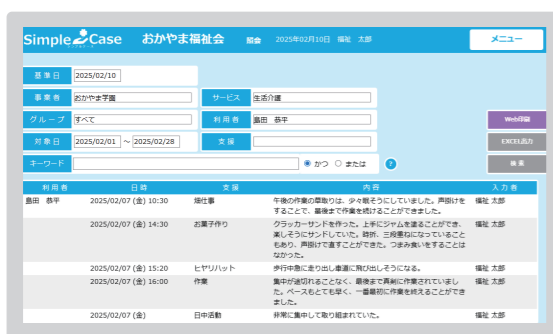 SimpleCase おかやま福祉会 照会 2025年02月10日 福祉 太郎 メニュー
基準日 2025/02/10
事業者 おかやま学園 サービス 生活介護
グループ すべて 利用者 島田 恭平 Web印刷
対象日 2025/02/01 ～ 2025/02/28 支援 EXCEL出力
キーワード かつ または ? 検索
利用者 日時 支援 内容 入力者
島田 恭平 2025/02/07 (金) 10:30 畑仕事 午後の作業の草取りは、少々眠そうにしていました。声掛けを 福祉 太郎
することで、最後まで作業を続けることができました。
2025/02/07 (金) 14:30 お菓子作り クラッカーサンドを作った。上手にジャムを塗ることができ、 福祉 太郎
楽しそうにサンドしていた。時折、三段重ねになっていること
もあり、声掛けで直すことができた。つまみ食いをすることは
なかった。
2025/02/07 (金) 15:20 ヒヤリハット 歩行中急に走り出し車道に飛び出しそうになる。 福祉 太郎
2025/02/07 (金) 16:00 作業 集中が途切れることなく、最後まで真剣に作業されていまし 福祉 太郎
た。ペースもとても早く、一番最初に作業を終えることができ
ました。
2025/02/07 (金) 日中活動 非常に集中して取り組まれていた。 福祉 太郎